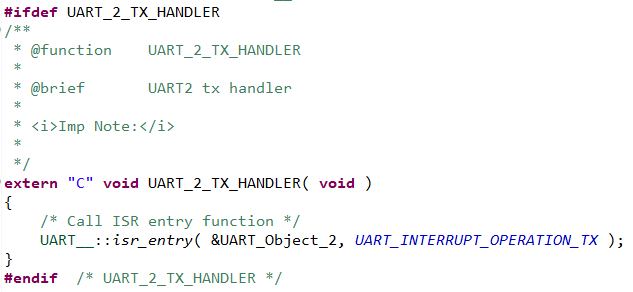 #ifdef UART_2_TX_HANDLER
/**
 * @function    UART_2_TX_HANDLER
 *
 * @brief       UART2 tx handler
 *
 * <i>Imp Note:</i>
 *
 */
extern "C" void UART_2_TX_HANDLER( void )
{
    /* Call ISR entry function */
    UART__::isr_entry( &UART_Object_2, UART_INTERRUPT_OPERATION_TX );
}
#endif  /* UART_2_TX_HANDLER */